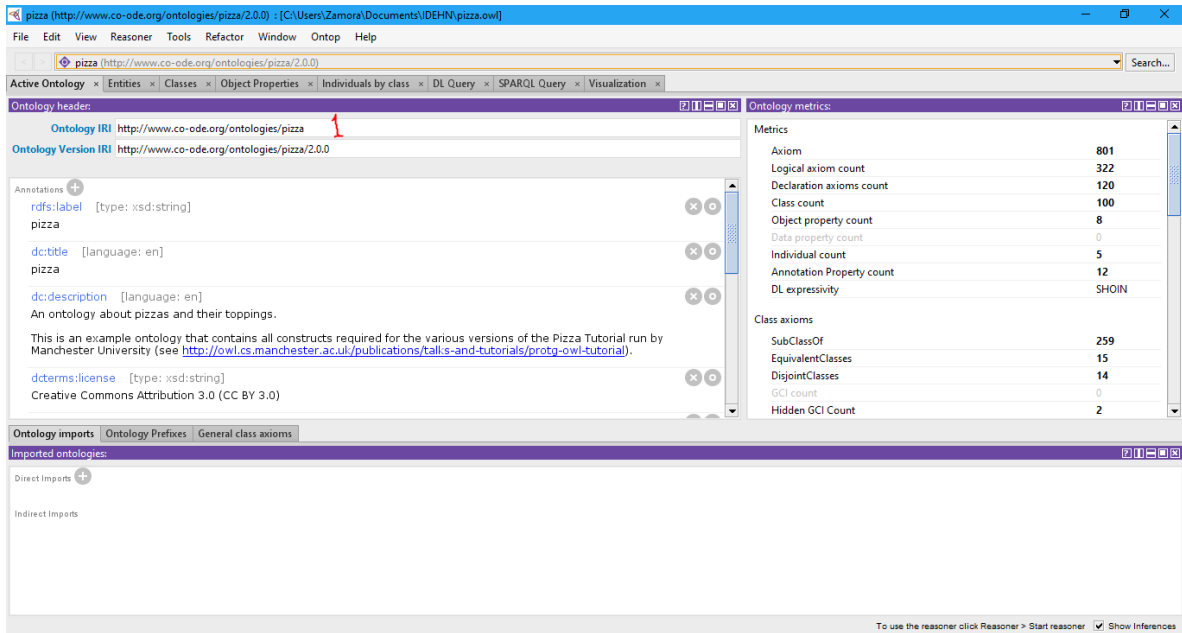 pizza (http://www.co-ode.org/ontologies/pizza/2.0.0) : [C:\Users\Zamora\Documents\IDEHN\pizza.owl]
File Edit View Reasoner Tools Refactor Window Ontop Help
pizza (http://www.co-ode.org/ontologies/pizza/2.0.0) Search...
Active Ontology × Entities × Classes × Object Properties × Individuals by class × DL Query × SPARQL Query × Visualization ×
Ontology header:
Ontology IRI http://www.co-ode.org/ontologies/pizza 1
Ontology Version IRI http://www.co-ode.org/ontologies/pizza/2.0.0
Annotations
rdfs:label [type: xsd:string]
pizza
dc:title [language: en]
pizza
dc:description [language: en]
An ontology about pizzas and their toppings.
This is an example ontology that contains all constructs required for the various versions of the Pizza Tutorial run by
Manchester University (see http://owl.cs.manchester.ac.uk/publications/talks-and-tutorials/protg-owl-tutorial).
dcterms:license [type: xsd:string]
Creative Commons Attribution 3.0 (CC BY 3.0)
Ontology metrics:
Metrics
Axiom 801
Logical axiom count 322
Declaration axioms count 120
Class count 100
Object property count 8
Data property count 0
Individual count 5
Annotation Property count 12
DL expressivity SHOIN
Class axioms
SubClassOf 259
EquivalentClasses 15
DisjointClasses 14
GCI count 0
Hidden GCI Count 2
Ontology imports Ontology Prefixes General class axioms
Imported ontologies:
Direct Imports
Indirect Imports
To use the reasoner click Reasoner > Start reasoner Show Inferences